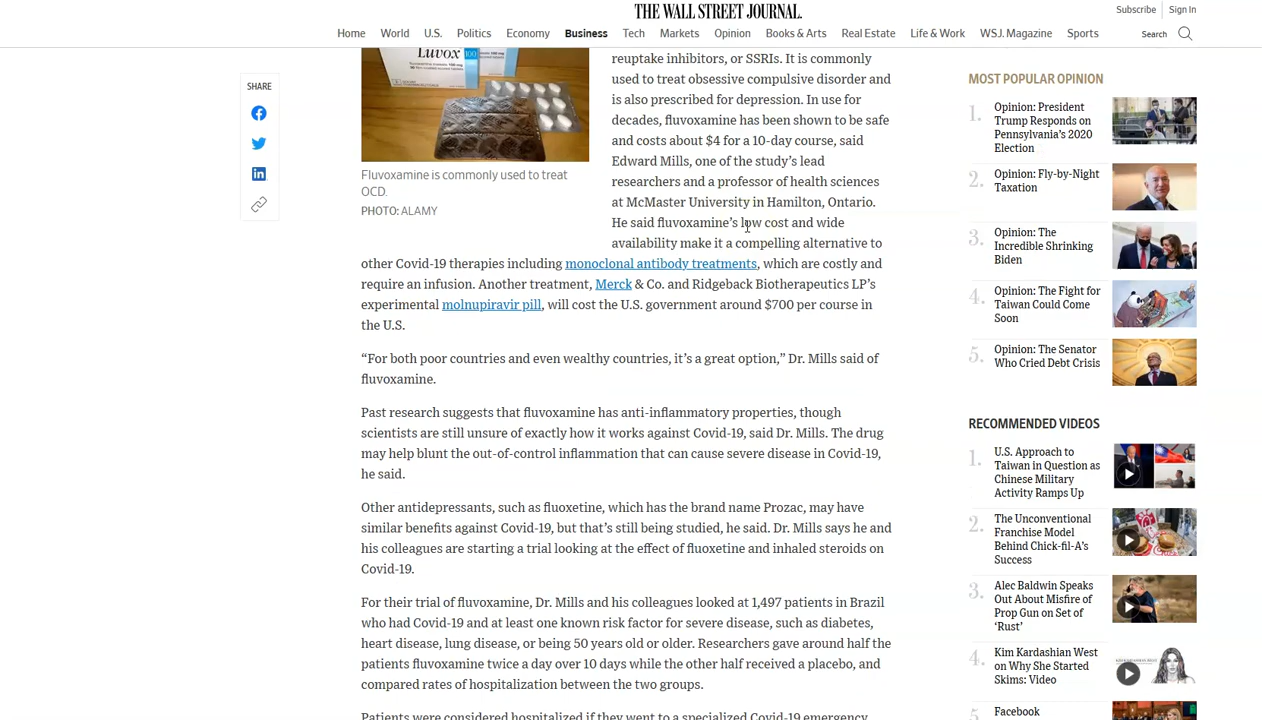 THE WALL STREET JOURNAL.
Subscribe Sign In
Home World U.S. Politics Economy Business Tech Markets Opinion Books & Arts Real Estate Life & Work WSJ. Magazine Sports Search
SHARE
Luvox 100
Fluvoxamine is commonly used to treat
OCD.
PHOTO: ALAMY
reuptake inhibitors, or SSRIs. It is commonly
used to treat obsessive compulsive disorder and
is also prescribed for depression. In use for
decades, fluvoxamine has been shown to be safe
and costs about $4 for a 10-day course, said
Edward Mills, one of the study’s lead
researchers and a professor of health sciences
at McMaster University in Hamilton, Ontario.
He said fluvoxamine’s low cost and wide
availability make it a compelling alternative to
other Covid-19 therapies including monoclonal antibody treatments, which are costly and
require an infusion. Another treatment, Merck & Co. and Ridgeback Biotherapeutics LP’s
experimental molnupiravir pill, will cost the U.S. government around $700 per course in
the U.S.
“For both poor countries and even wealthy countries, it’s a great option,” Dr. Mills said of
fluvoxamine.
Past research suggests that fluvoxamine has anti-inflammatory properties, though
scientists are still unsure of exactly how it works against Covid-19, said Dr. Mills. The drug
may help blunt the out-of-control inflammation that can cause severe disease in Covid-19,
he said.
Other antidepressants, such as fluoxetine, which has the brand name Prozac, may have
similar benefits against Covid-19, but that’s still being studied, he said. Dr. Mills says he and
his colleagues are starting a trial looking at the effect of fluoxetine and inhaled steroids on
Covid-19.
For their trial of fluvoxamine, Dr. Mills and his colleagues looked at 1,497 patients in Brazil
who had Covid-19 and at least one known risk factor for severe disease, such as diabetes,
heart disease, lung disease, or being 50 years old or older. Researchers gave around half the
patients fluvoxamine twice a day over 10 days while the other half received a placebo, and
compared rates of hospitalization between the two groups.
Patients were considered hospitalized if they went to a specialized Covid-19 emergency
MOST POPULAR OPINION
1. Opinion: President
Trump Responds on
Pennsylvania’s 2020
Election
2. Opinion: Fly-by-Night
Taxation
3. Opinion: The
Incredible Shrinking
Biden
4. Opinion: The Fight for
Taiwan Could Come
Soon
5. Opinion: The Senator
Who Cried Debt Crisis
RECOMMENDED VIDEOS
1. U.S. Approach to
Taiwan in Question as
Chinese Military
Activity Ramps Up
2. The Unconventional
Franchise Model
Behind Chick-fil-A’s
Success
3. Alec Baldwin Speaks
Out About Misfire of
Prop Gun on Set of
‘Rust’
4. Kim Kardashian West
on Why She Started
Skims: Video
5. Facebook